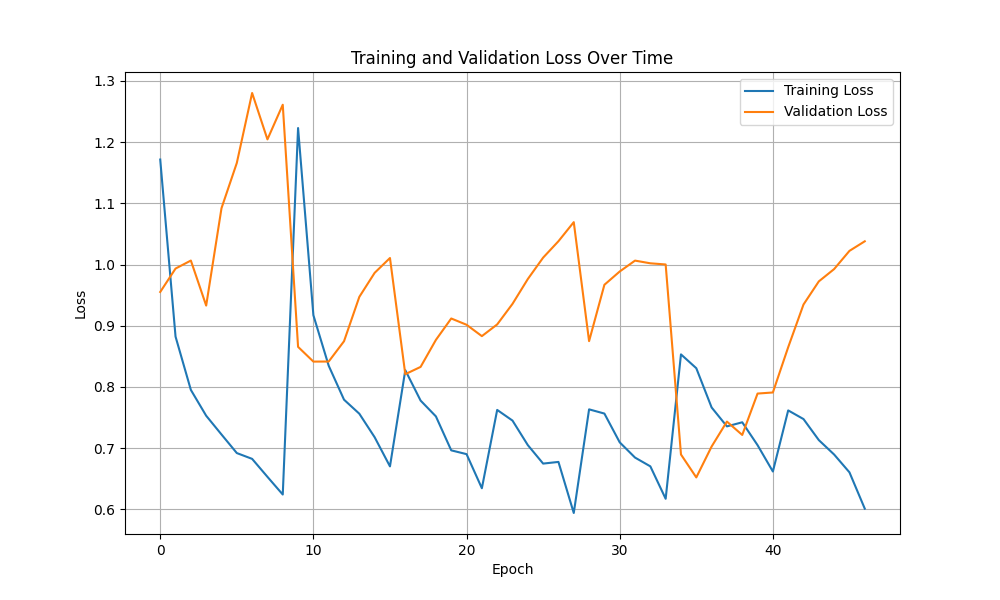 Training and Validation Loss Over Time
Training Loss
Validation Loss
Loss
1.3
1.2
1.1
1.0
0.9
0.8
0.7
0.6
0
10
20
30
40
Epoch